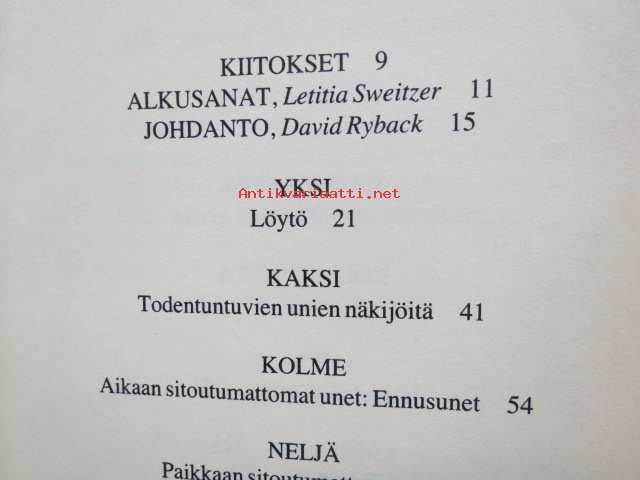 KIITOKSET 9
ALKUSANAT, Letitia Sweitzer 11
JOHDANTO, David Ryback 15
YKSI
Antikvariaatti.net
Löytö 21
KAKSI
Todentuntuvien unien näkijöitä 41
KOLME
Aikaan sitoutumattomat unet: Ennusunet 54
NELJÄ
Paikkaan